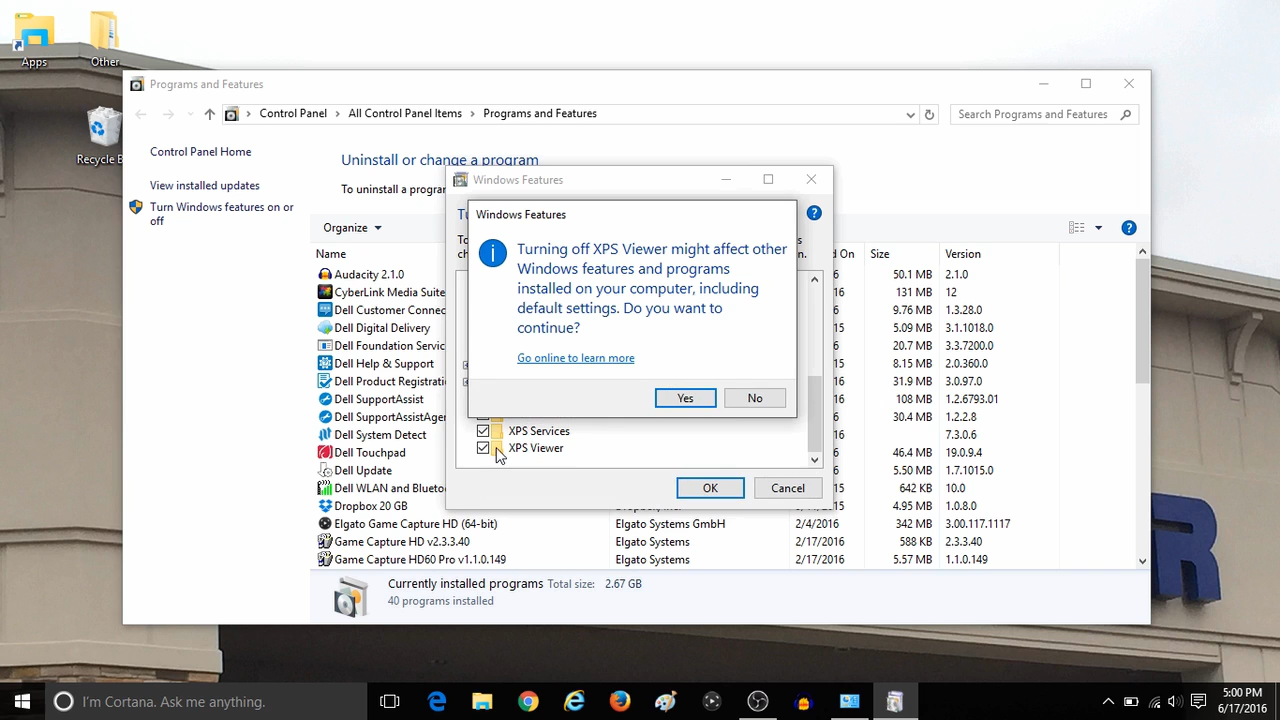 Apps
Other
Recycle B
Programs and Features
Control Panel > All Control Panel Items > Programs and Features
Search Programs and Features
Control Panel Home
View installed updates
Turn Windows features on or
off
Uninstall or change a program
To uninstall a progra
Organize
Name
On
Size
Version
Audacity 2.1.0
50.1 MB
2.1.0
CyberLink Media Suite
131 MB
12
Dell Customer Connec
9.76 MB
1.3.28.0
Dell Digital Delivery
5.09 MB
3.1.1018.0
Dell Foundation Servic
20.7 MB
3.3.7200.0
Dell Help & Support
8.15 MB
2.0.360.0
Dell Product Registrati
31.9 MB
3.0.97.0
Dell SupportAssist
108 MB
1.2.6793.01
Dell SupportAssistAger
30.4 MB
1.2.2.8
Dell System Detect
7.3.0.6
Dell Touchpad
46.4 MB
19.0.9.4
Dell Update
5.50 MB
1.7.1015.0
Dell WLAN and Blueto
642 KB
10.0
Dropbox 20 GB
4.95 MB
1.0.8.0
Elgato Game Capture HD (64-bit)
Elgato Systems GmbH
2/4/2016
342 MB
3.00.117.1117
Game Capture HD v2.3.3.40
Elgato Systems
2/17/2016
588 KB
2.3.3.40
Game Capture HD60 Pro v1.1.0.149
Elgato Systems
2/17/2016
5.57 MB
1.1.0.149
Currently installed programs Total size: 2.67 GB
40 programs installed
Windows Features
Windows Features
Turning off XPS Viewer might affect other
Windows features and programs
installed on your computer, including
default settings. Do you want to
continue?
Go online to learn more
Yes
No
XPS Services
XPS Viewer
OK
Cancel
R
I'm Cortana. Ask me anything.
5:00 PM
6/17/2016